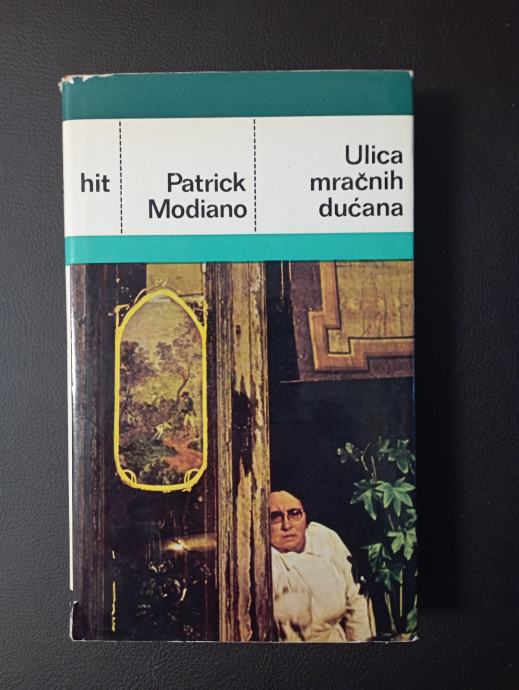 hit
Patrick
Modiano
Ulica
mračnih
dućana